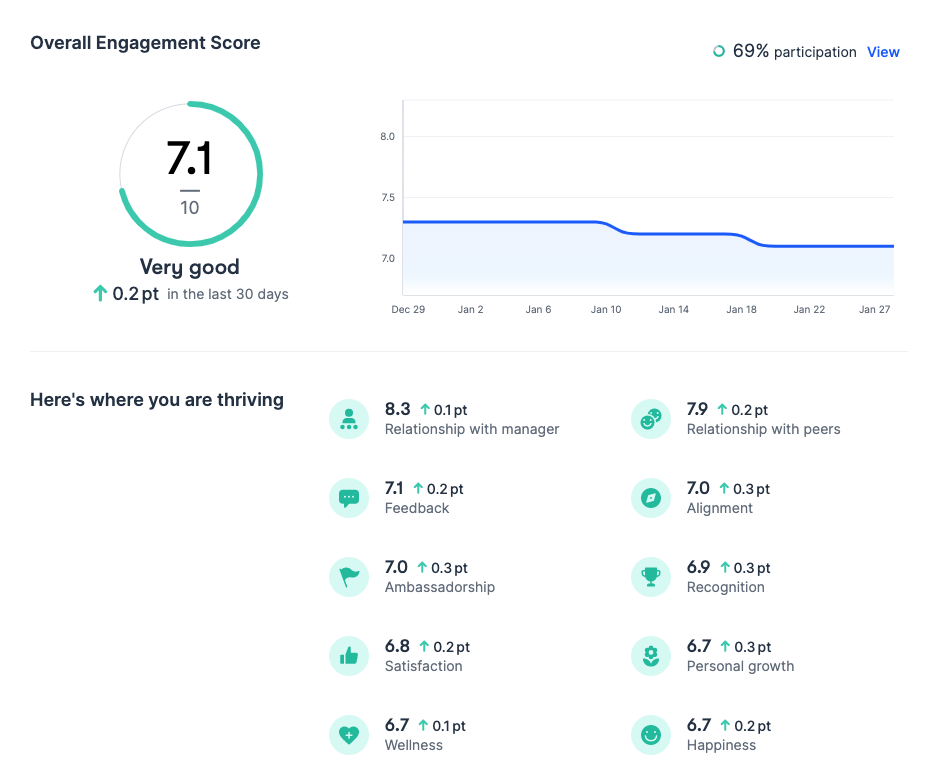 Overall Engagement Score
69% participation View
7.1
10
Very good
0.2 pt in the last 30 days
8.0
7.5
7.0
Dec 29 Jan 2 Jan 6 Jan 10 Jan 14 Jan 18 Jan 22 Jan 27
Here's where you are thriving
8.3 0.1 pt
Relationship with manager
7.9 0.2 pt
Relationship with peers
7.1 0.2 pt
Feedback
7.0 0.3 pt
Alignment
7.0 0.3 pt
Ambassadorship
6.9 0.3 pt
Recognition
6.8 0.2 pt
Satisfaction
6.7 0.3 pt
Personal growth
6.7 0.1 pt
Wellness
6.7 0.2 pt
Happiness